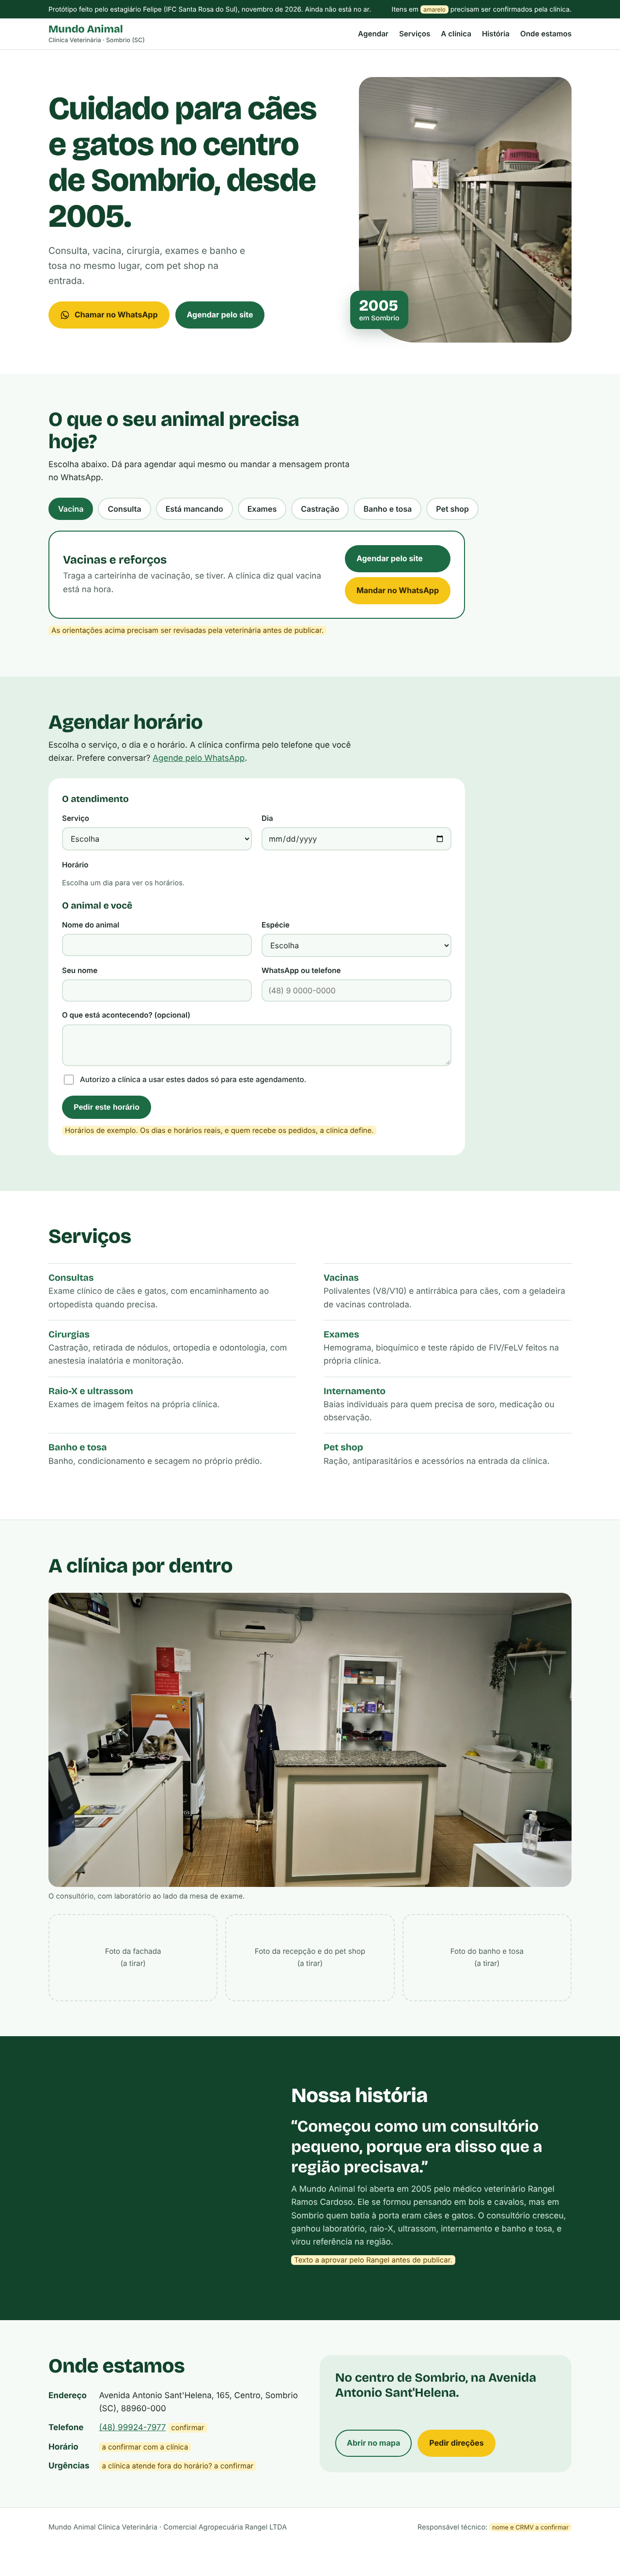 Protótipo feito pelo estagiário Felipe (IFC Santa Rosa do Sul), novembro de 2026. Ainda não está no ar.
Itens em amarelo precisam ser confirmados pela clínica.
Mundo Animal
Clínica Veterinária · Sombrio (SC)
Agendar Serviços A clínica História Onde estamos
Cuidado para cães
e gatos no centro
de Sombrio, desde
2005.
Consulta, vacina, cirurgia, exames e banho e
tosa no mesmo lugar, com pet shop na
entrada.
Chamar no WhatsApp
Agendar pelo site
2005
em Sombrio
O que o seu animal precisa
hoje?
Escolha abaixo. Dá para agendar aqui mesmo ou mandar a mensagem pronta
no WhatsApp.
Vacina Consulta Está mancando Exames Castração Banho e tosa Pet shop
Vacinas e reforços
Traga a carteirinha de vacinação, se tiver. A clínica diz qual vacina
está na hora.
Agendar pelo site
Mandar no WhatsApp
As orientações acima precisam ser revisadas pela veterinária antes de publicar.
Agendar horário
Escolha o serviço, o dia e o horário. A clínica confirma pelo telefone que você
deixar. Prefere conversar? Agende pelo WhatsApp.
O atendimento
Serviço
Dia
Escolha
mm/dd/yyyy
Horário
Escolha um dia para ver os horários.
O animal e você
Nome do animal
Espécie
Escolha
Seu nome
WhatsApp ou telefone
(48) 9 0000-0000
O que está acontecendo? (opcional)
Autorizo a clínica a usar estes dados só para este agendamento.
Pedir este horário
Horários de exemplo. Os dias e horários reais, e quem recebe os pedidos, a clínica define.
Serviços
Consultas
Exame clínico de cães e gatos, com encaminhamento ao
ortopedista quando precisa.
Vacinas
Polivalentes (V8/V10) e antirrábica para cães, com a geladeira
de vacinas controlada.
Cirurgias
Castração, retirada de nódulos, ortopedia e odontologia, com
anestesia inalatória e monitoração.
Exames
Hemograma, bioquímico e teste rápido de FIV/FeLV feitos na
própria clínica.
Raio-X e ultrassom
Exames de imagem feitos na própria clínica.
Internamento
Baias individuais para quem precisa de soro, medicação ou
observação.
Banho e tosa
Banho, condicionamento e secagem no próprio prédio.
Pet shop
Ração, antiparasitários e acessórios na entrada da clínica.
A clínica por dentro
O consultório, com laboratório ao lado da mesa de exame.
Foto da fachada
(a tirar)
Foto da recepção e do pet shop
(a tirar)
Foto do banho e tosa
(a tirar)
Nossa história
“Começou como um consultório
pequeno, porque era disso que a
região precisava.”
A Mundo Animal foi aberta em 2005 pelo médico veterinário Rangel
Ramos Cardoso. Ele se formou pensando em bois e cavalos, mas em
Sombrio quem batia à porta eram cães e gatos. O consultório cresceu,
ganhou laboratório, raio-X, ultrassom, internamento e banho e tosa, e
virou referência na região.
Texto a aprovar pelo Rangel antes de publicar.
Onde estamos
Endereço Avenida Antonio Sant'Helena, 165, Centro, Sombrio
(SC), 88960-000
Telefone (48) 99924-7977 confirmar
Horário a confirmar com a clínica
Urgências a clínica atende fora do horário? a confirmar
No centro de Sombrio, na Avenida
Antonio Sant'Helena.
Abrir no mapa
Pedir direções
Mundo Animal Clínica Veterinária · Comercial Agropecuária Rangel LTDA
Responsável técnico: nome e CRMV a confirmar